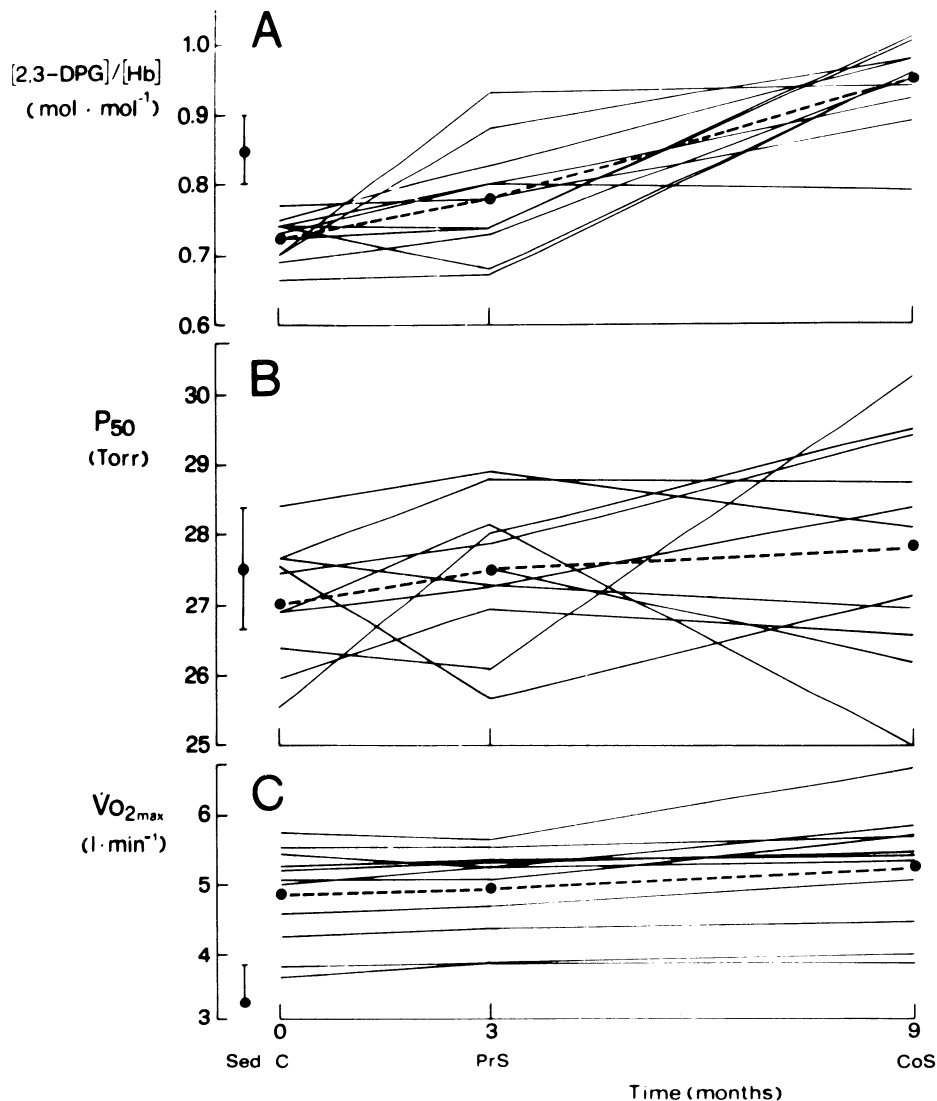 A
[2,3-DPG]/[Hb]
(mol · mol⁻¹)
1.0
0.9
0.8
0.7
0.6
B
P₅₀
(Torr)
30
29
28
27
26
25
C
V̇O₂max
(l·min⁻¹)
6
5
4
3
0 3 9
Sed C PrS CoS
Time (months)